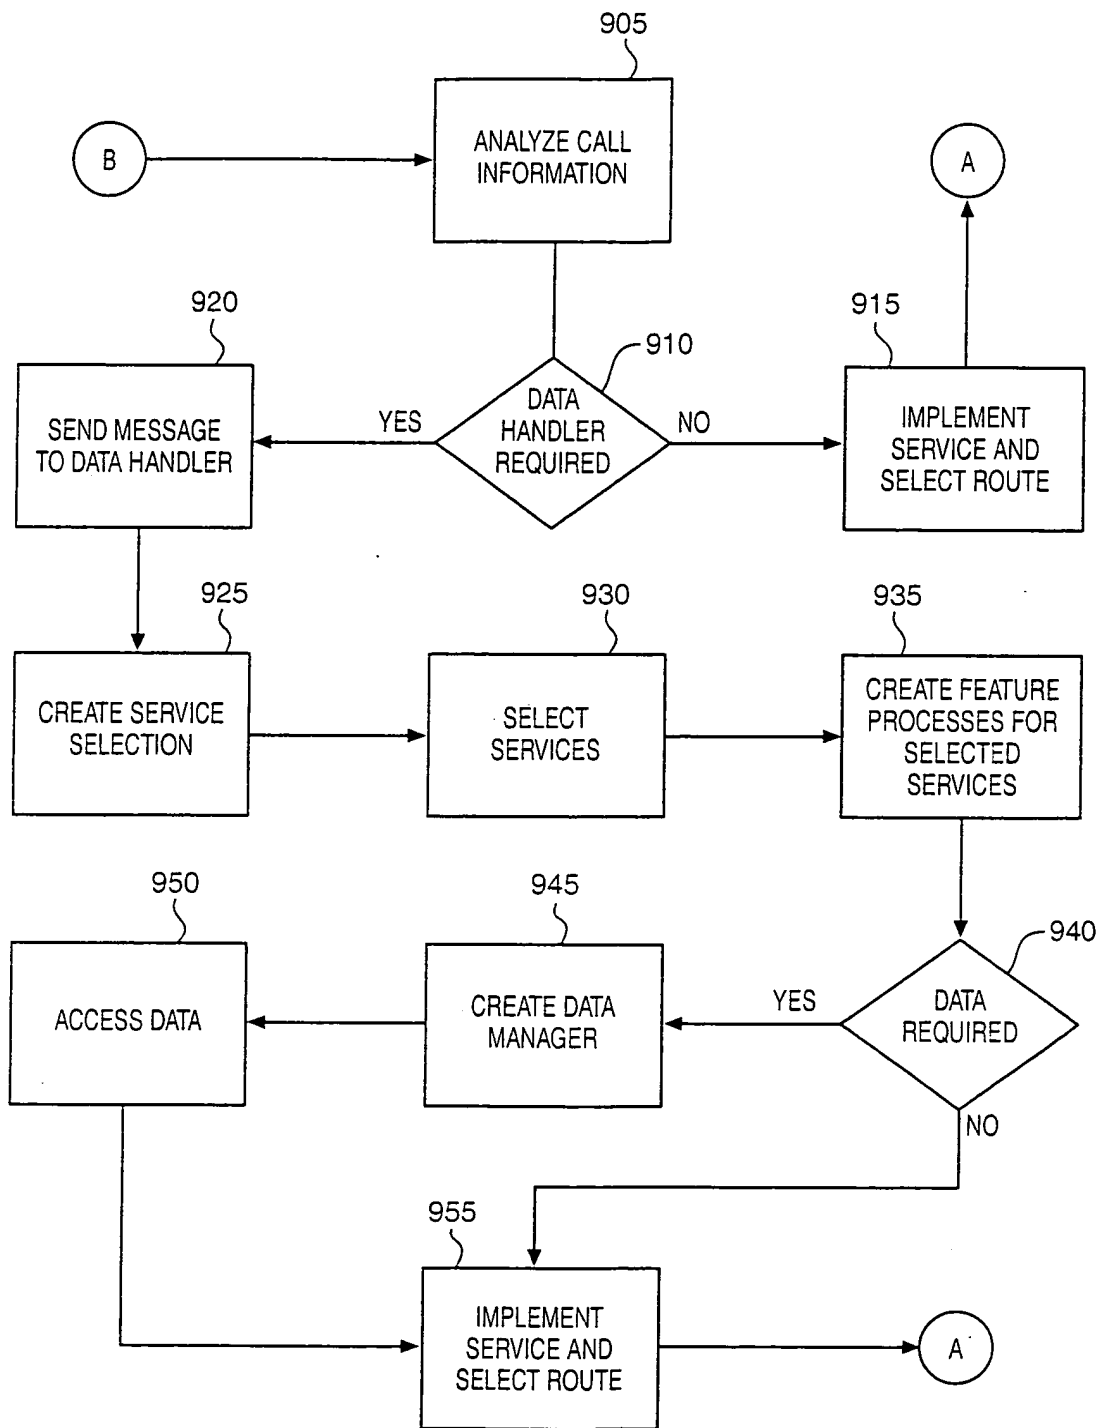 905
ANALYZE CALL
INFORMATION
B
A
920
SEND MESSAGE
TO DATA HANDLER
910
DATA
HANDLER
REQUIRED
YES
NO
915
IMPLEMENT
SERVICE AND
SELECT ROUTE
925
CREATE SERVICE
SELECTION
930
SELECT
SERVICES
935
CREATE FEATURE
PROCESSES FOR
SELECTED
SERVICES
950
ACCESS DATA
945
CREATE DATA
MANAGER
YES
940
DATA
REQUIRED
NO
955
IMPLEMENT
SERVICE AND
SELECT ROUTE
A